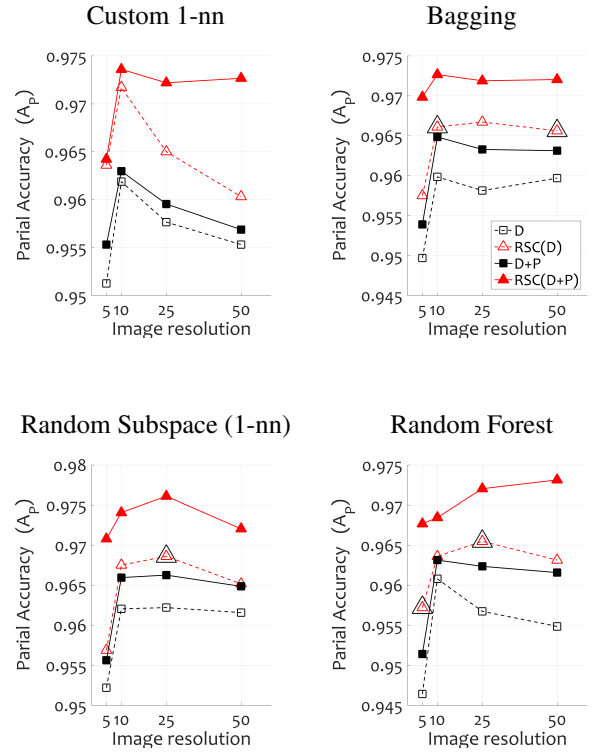 Custom 1-nn
Bagging
0.975
0.97
0.965
0.96
0.955
0.95
Parial Accuracy (Aₚ)
5 10 25 50
Image resolution
0.975
0.97
0.965
0.96
0.955
0.95
0.945
Parial Accuracy (Aₚ)
D
RSC(D)
D+P
RSC(D+P)
5 10 25 50
Image resolution
Random Subspace (1-nn)
Random Forest
0.98
0.975
0.97
0.965
0.96
0.955
0.95
Parial Accuracy (Aₚ)
5 10 25 50
Image resolution
0.975
0.97
0.965
0.96
0.955
0.95
0.945
Parial Accuracy (Aₚ)
5 10 25 50
Image resolution